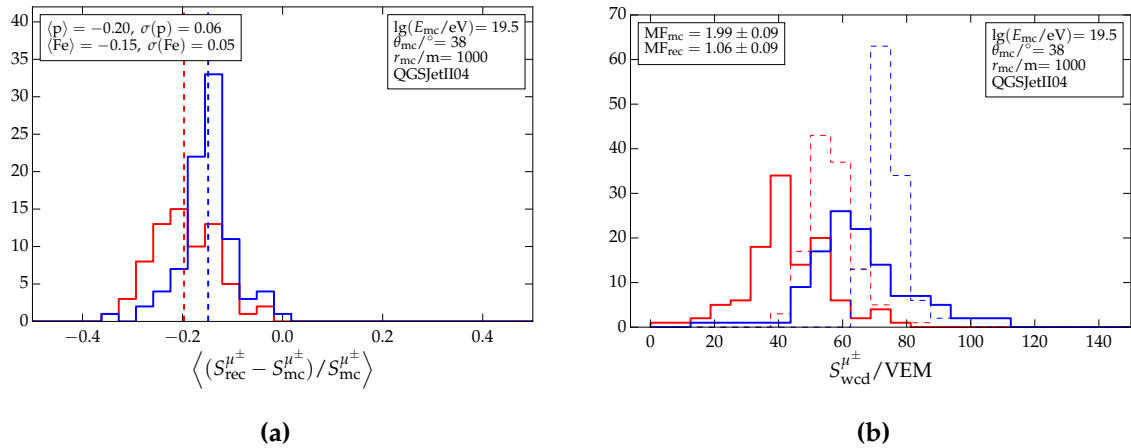 ⟨p⟩ = −0.20, σ(p) = 0.06
⟨Fe⟩ = −0.15, σ(Fe) = 0.05
lg(E_mc/eV)= 19.5
θ_mc/°= 38
r_mc/m= 1000
QGSJetII04
40
35
30
25
20
15
10
5
0
−0.4
−0.2
0.0
0.2
0.4
⟨(S_rec^μ± − S_mc^μ±)/S_mc^μ±⟩
(a)
MF_mc = 1.99 ± 0.09
MF_rec = 1.06 ± 0.09
lg(E_mc/eV)= 19.5
θ_mc/°= 38
r_mc/m= 1000
QGSJetII04
70
60
50
40
30
20
10
0
0
20
40
60
80
100
120
140
S_wcd^μ±/VEM
(b)